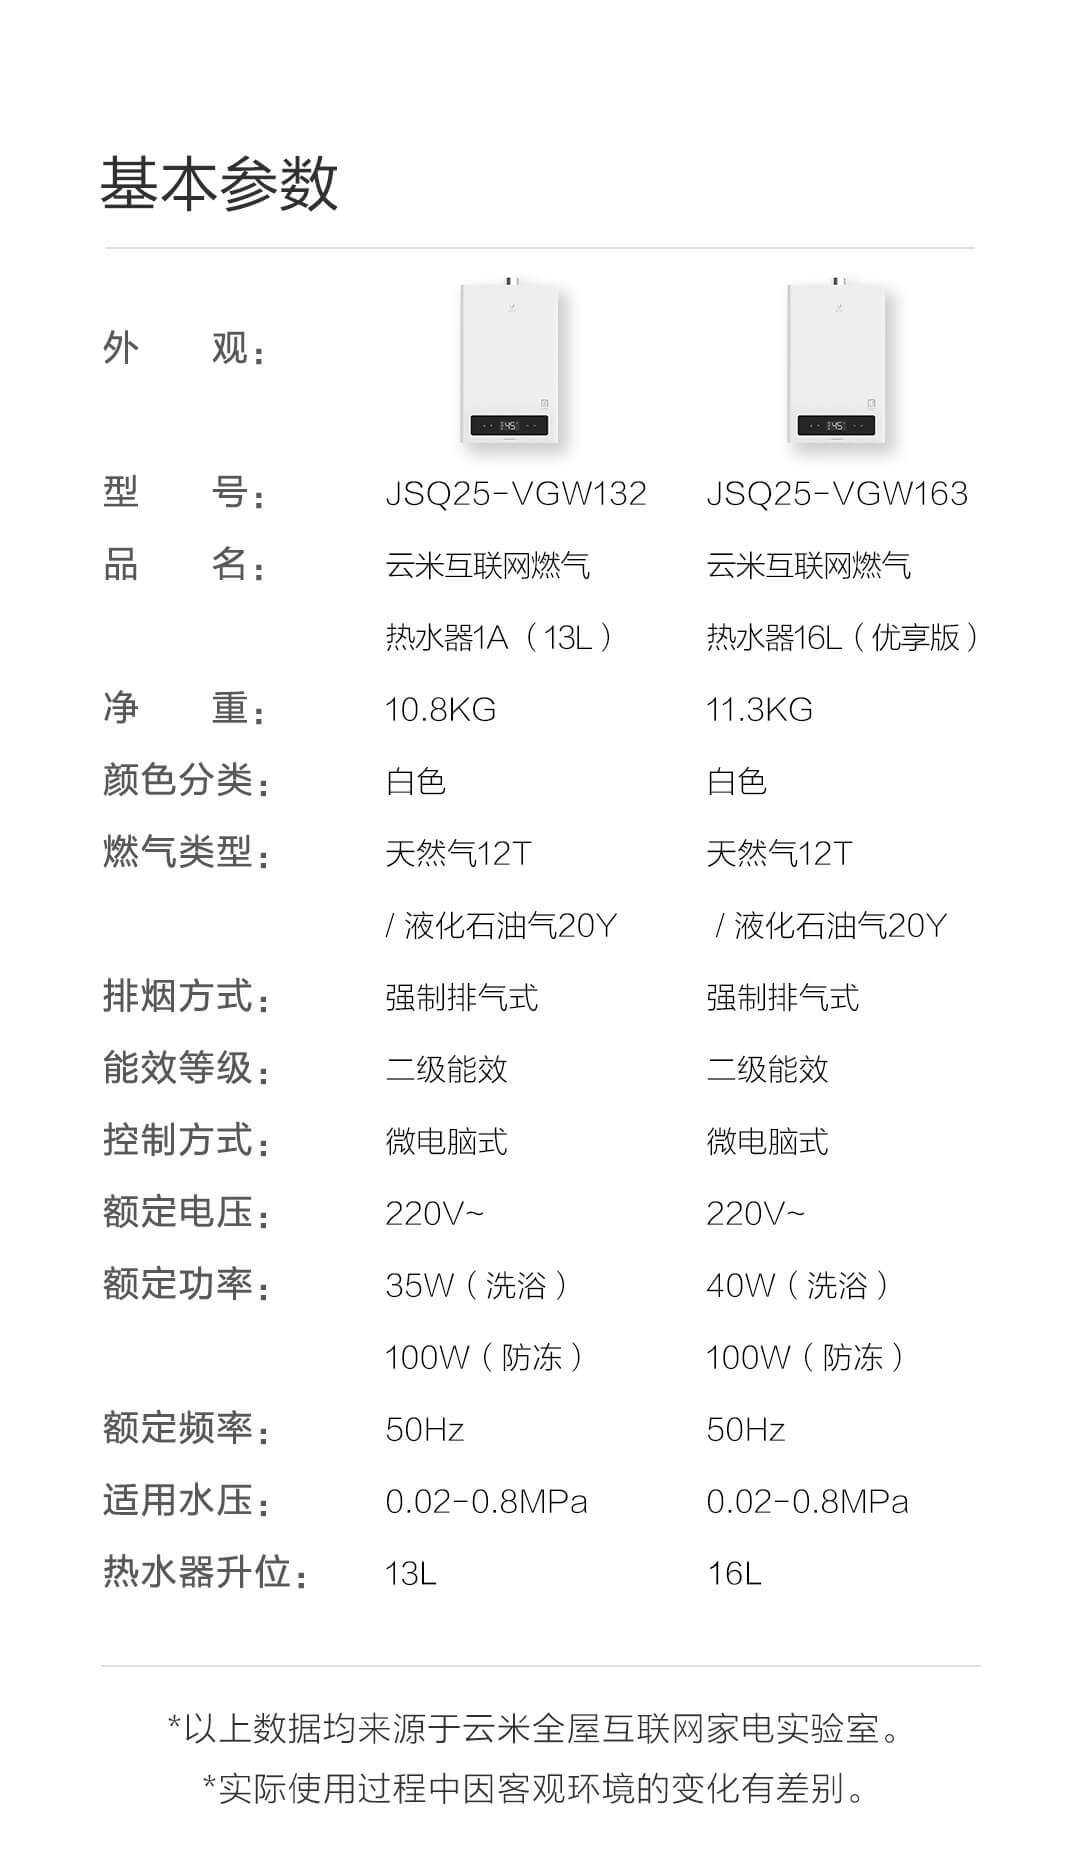 基本参数
外 观：
45 45
型 号： JSQ25-VGW132 JSQ25-VGW163
品 名： 云米互联网燃气 云米互联网燃气
热水器1A（13L） 热水器16L（优享版）
净 重： 10.8KG 11.3KG
颜色分类： 白色 白色
燃气类型： 天然气12T 天然气12T
/ 液化石油气20Y / 液化石油气20Y
排烟方式： 强制排气式 强制排气式
能效等级： 二级能效 二级能效
控制方式： 微电脑式 微电脑式
额定电压： 220V~ 220V~
额定功率： 35W（洗浴） 40W（洗浴）
100W（防冻） 100W（防冻）
额定频率： 50Hz 50Hz
适用水压： 0.02-0.8MPa 0.02-0.8MPa
热水器升位： 13L 16L
*以上数据均来源于云米全屋互联网家电实验室。
*实际使用过程中因客观环境的变化有差别。